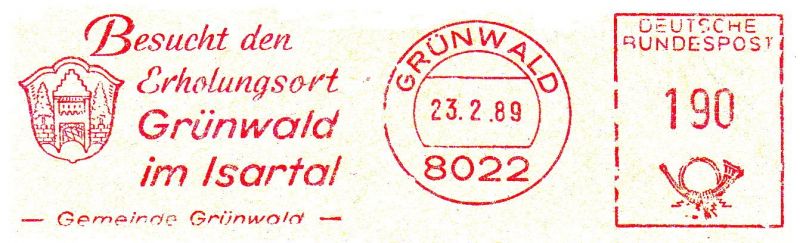 Besucht den
Erholungsort
Grünwald
im Isartal
— Gemeinde Grünwald —
GRÜNWALD
23.2.89
8022
DEUTSCHE
BUNDESPOST
190